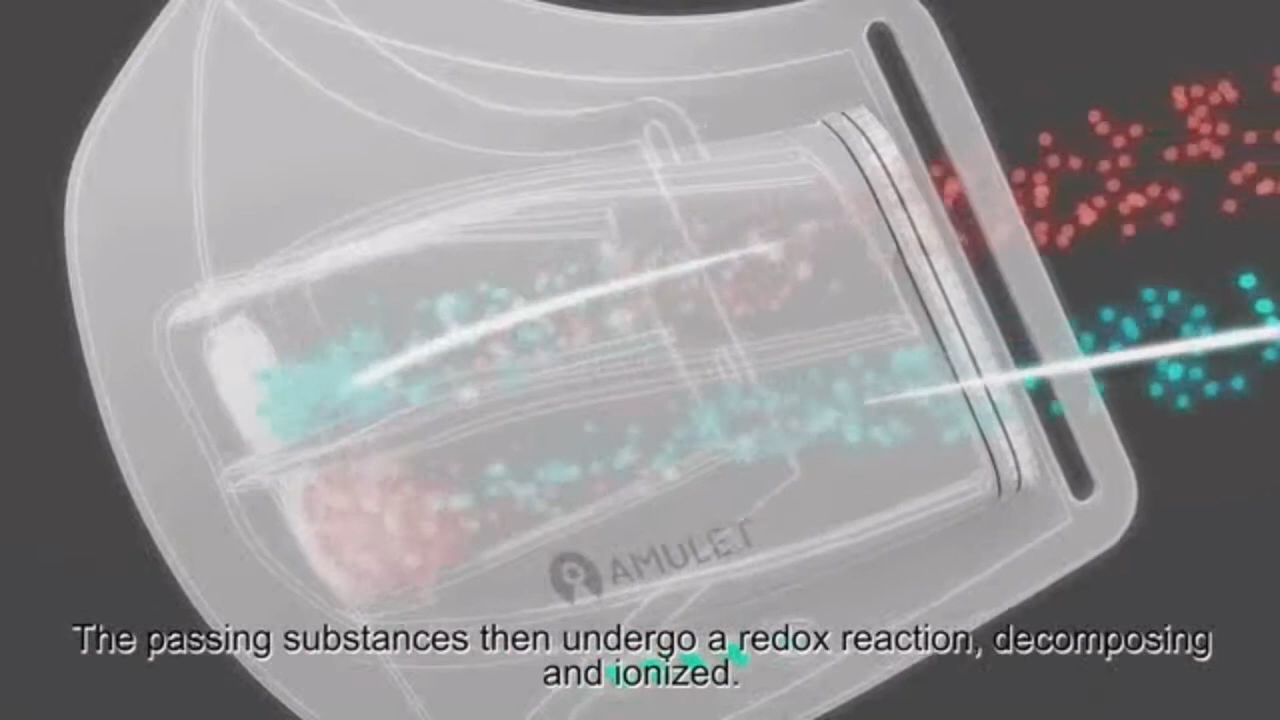 AMULET
The passing substances then undergo a redox reaction, decomposing
and ionized.